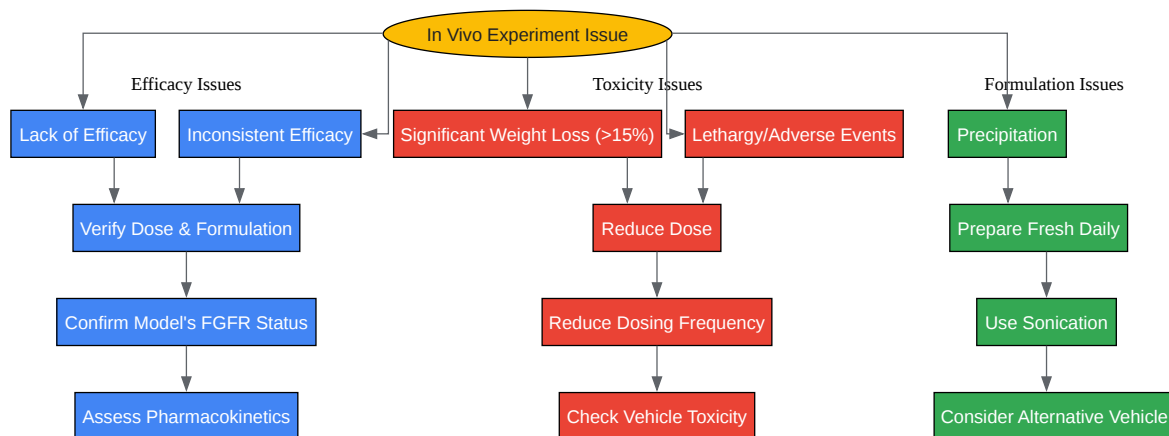 In Vivo Experiment Issue
Efficacy Issues
Toxicity Issues
Formulation Issues
Lack of Efficacy
Inconsistent Efficacy
Significant Weight Loss (>15%)
Lethargy/Adverse Events
Precipitation
Verify Dose & Formulation
Reduce Dose
Prepare Fresh Daily
Confirm Model's FGFR Status
Reduce Dosing Frequency
Use Sonication
Assess Pharmacokinetics
Check Vehicle Toxicity
Consider Alternative Vehicle